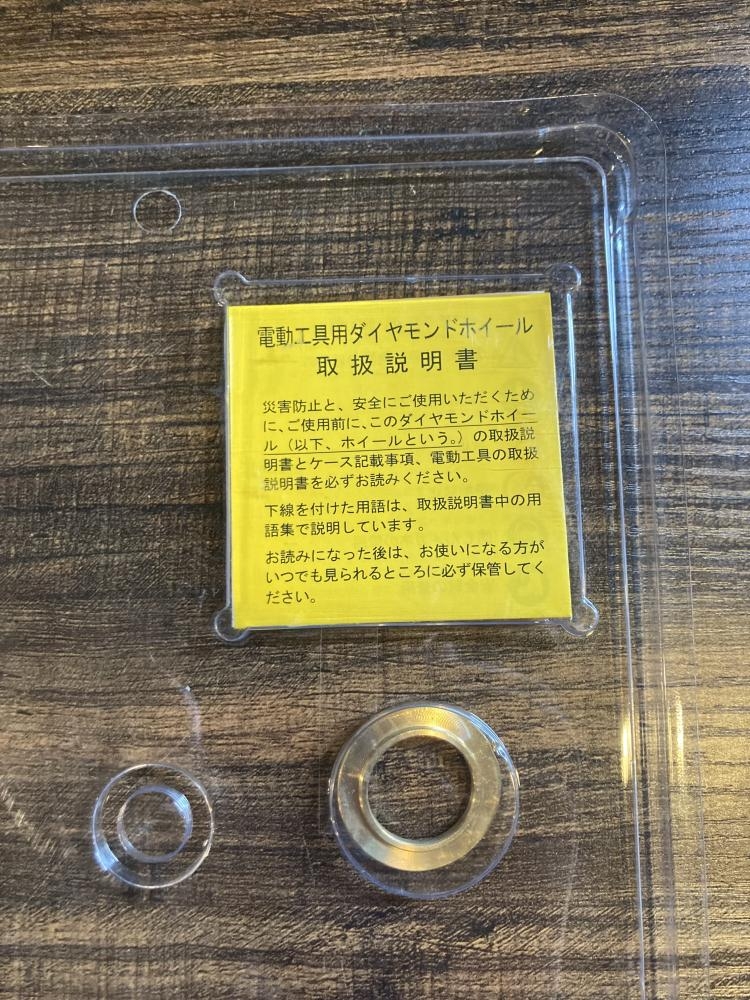 電動工具用ダイヤモンドホイール
取扱説明書
災害防止と、安全にご使用いただくため
に、ご使用前に、このダイヤモンドホイー
ル（以下、ホイールという。）の取扱説
明書とケース記載事項、電動工具の取扱
説明書を必ずお読みください。
下線を付けた用語は、取扱説明書中の用
語集で説明しています。
お読みになった後は、お使いになる方が
いつでも見られるところに必ず保管してく
ださい。